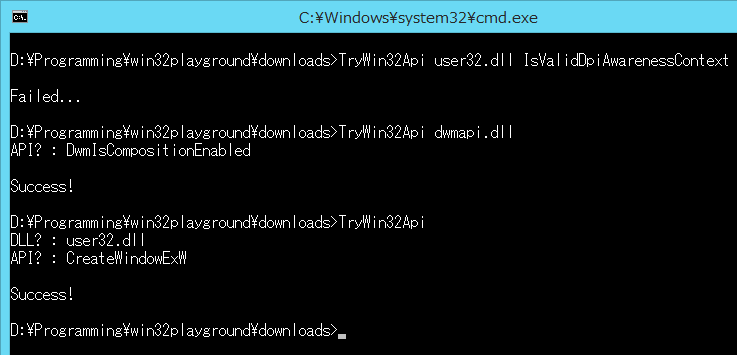 C:¥Windows¥system32¥cmd.exe
D:¥Programming¥win32playground¥downloads>TryWin32Api user32.dll IsValidDpiAwarenessContext
Failed...
D:¥Programming¥win32playground¥downloads>TryWin32Api dwmapi.dll
API? : DwmIsCompositionEnabled
Success!
D:¥Programming¥win32playground¥downloads>TryWin32Api
DLL? : user32.dll
API? : CreateWindowExW
Success!
D:¥Programming¥win32playground¥downloads>